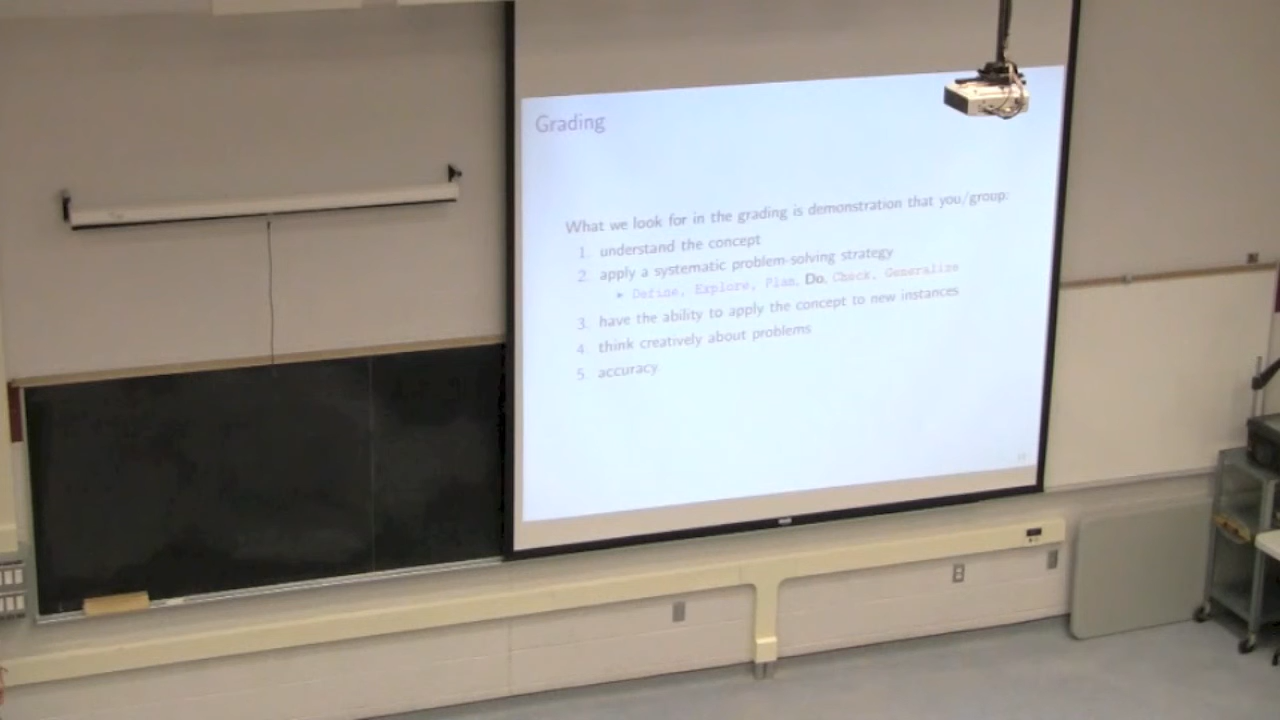 Grading
What we look for in the grading is demonstration that you/group:
1. understand the concept
2. apply a systematic problem-solving strategy
▸ Define, Explore, Plan, Do, Check, Generalize
3. have the ability to apply the concept to new instances
4. think creatively about problems
5. accuracy